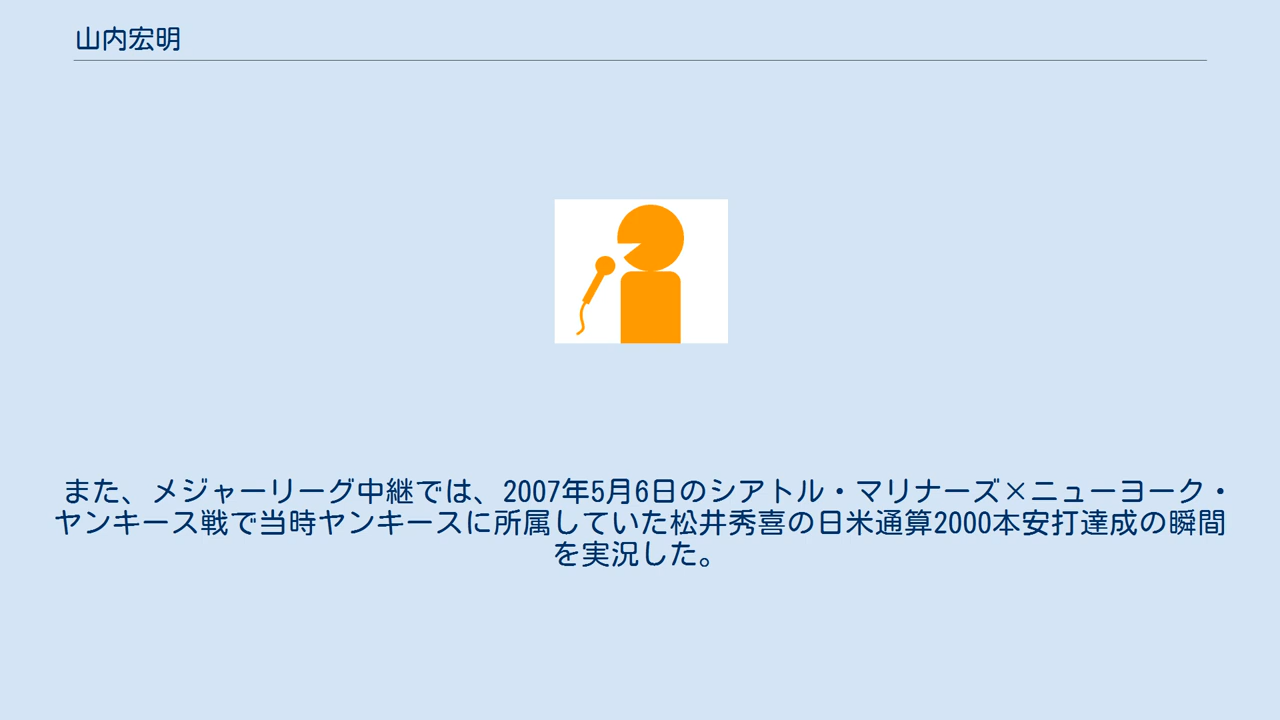 山内宏明
また、メジャーリーグ中継では、2007年5月6日のシアトル・マリナーズ×ニューヨーク・
ヤンキース戦で当時ヤンキースに所属していた松井秀喜の日米通算2000本安打達成の瞬間
を実況した。